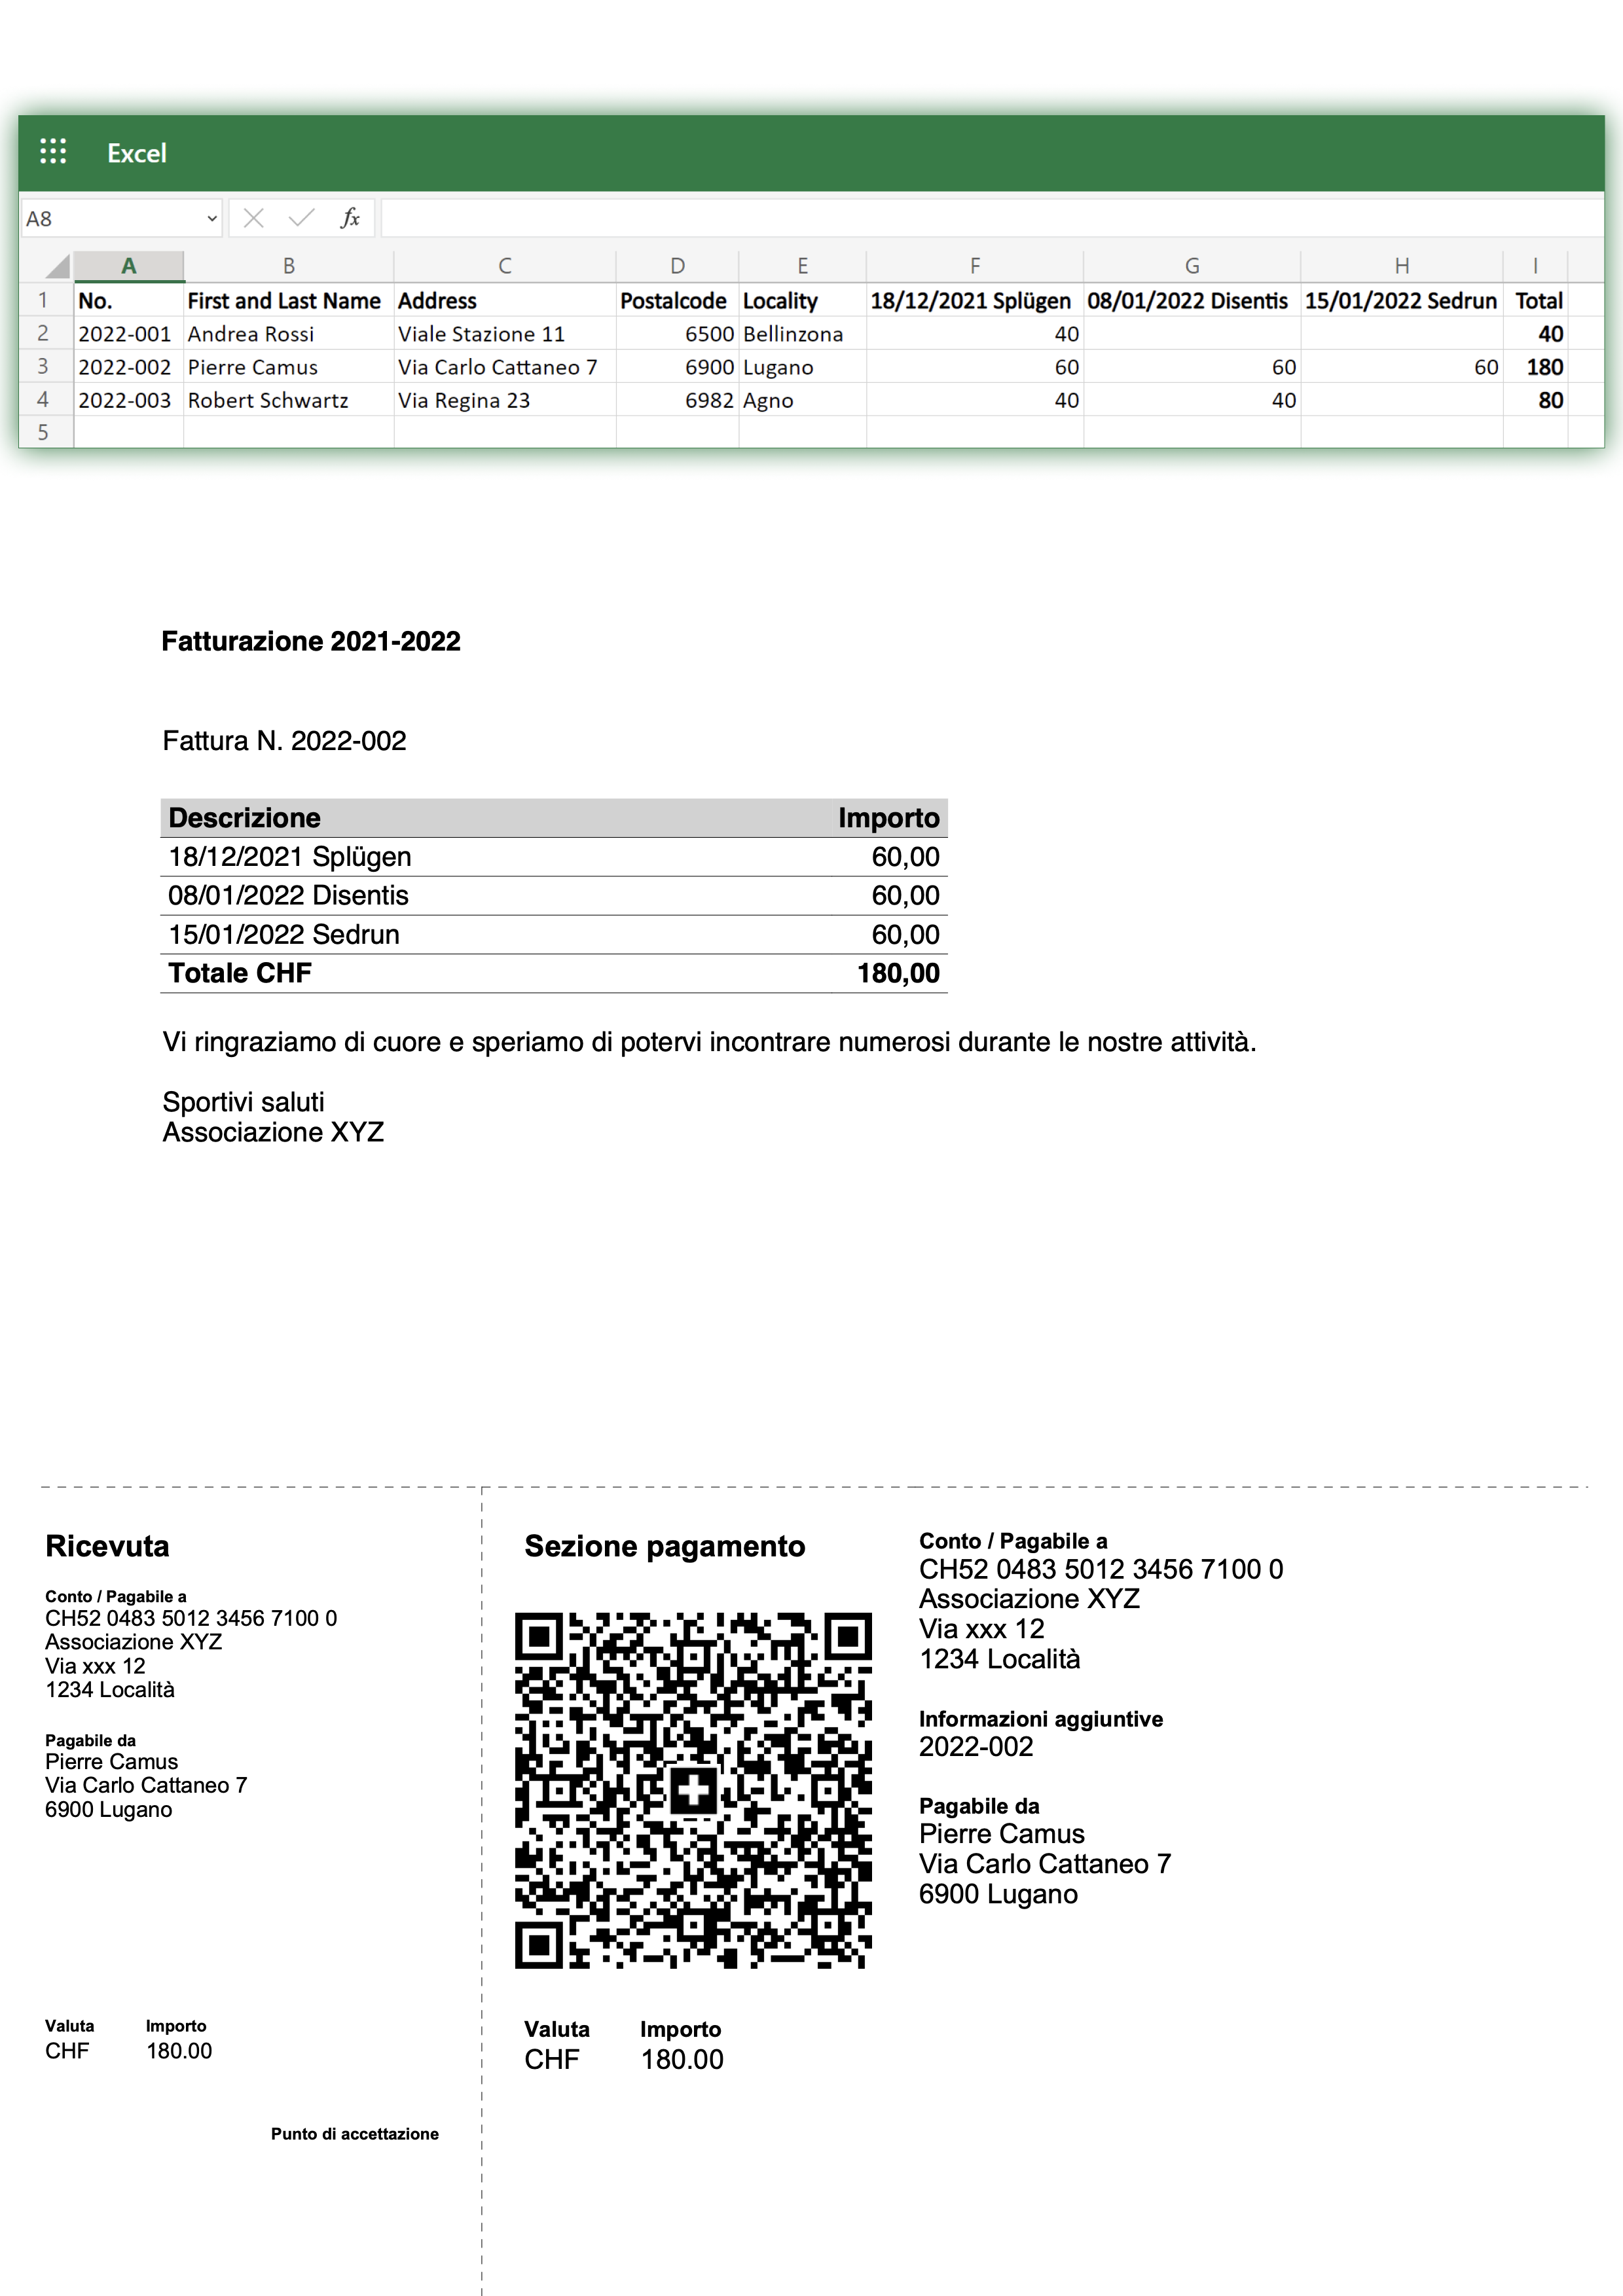 Excel
A8 fx
A B C D E F G H I
1 No. First and Last Name Address Postalcode Locality 18/12/2021 Splügen 08/01/2022 Disentis 15/01/2022 Sedrun Total
2 2022-001 Andrea Rossi Viale Stazione 11 6500 Bellinzona 40 40
3 2022-002 Pierre Camus Via Carlo Cattaneo 7 6900 Lugano 60 60 60 180
4 2022-003 Robert Schwartz Via Regina 23 6982 Agno 40 40 80
5
Fatturazione 2021-2022
Fattura N. 2022-002
Descrizione Importo
18/12/2021 Splügen 60,00
08/01/2022 Disentis 60,00
15/01/2022 Sedrun 60,00
Totale CHF 180,00
Vi ringraziamo di cuore e speriamo di potervi incontrare numerosi durante le nostre attività.
Sportivi saluti
Associazione XYZ
Ricevuta
Conto / Pagabile a
CH52 0483 5012 3456 7100 0
Associazione XYZ
Via xxx 12
1234 Località
Pagabile da
Pierre Camus
Via Carlo Cattaneo 7
6900 Lugano
Valuta Importo
CHF 180.00
Punto di accettazione
Sezione pagamento
Valuta Importo
CHF 180.00
Conto / Pagabile a
CH52 0483 5012 3456 7100 0
Associazione XYZ
Via xxx 12
1234 Località
Informazioni aggiuntive
2022-002
Pagabile da
Pierre Camus
Via Carlo Cattaneo 7
6900 Lugano